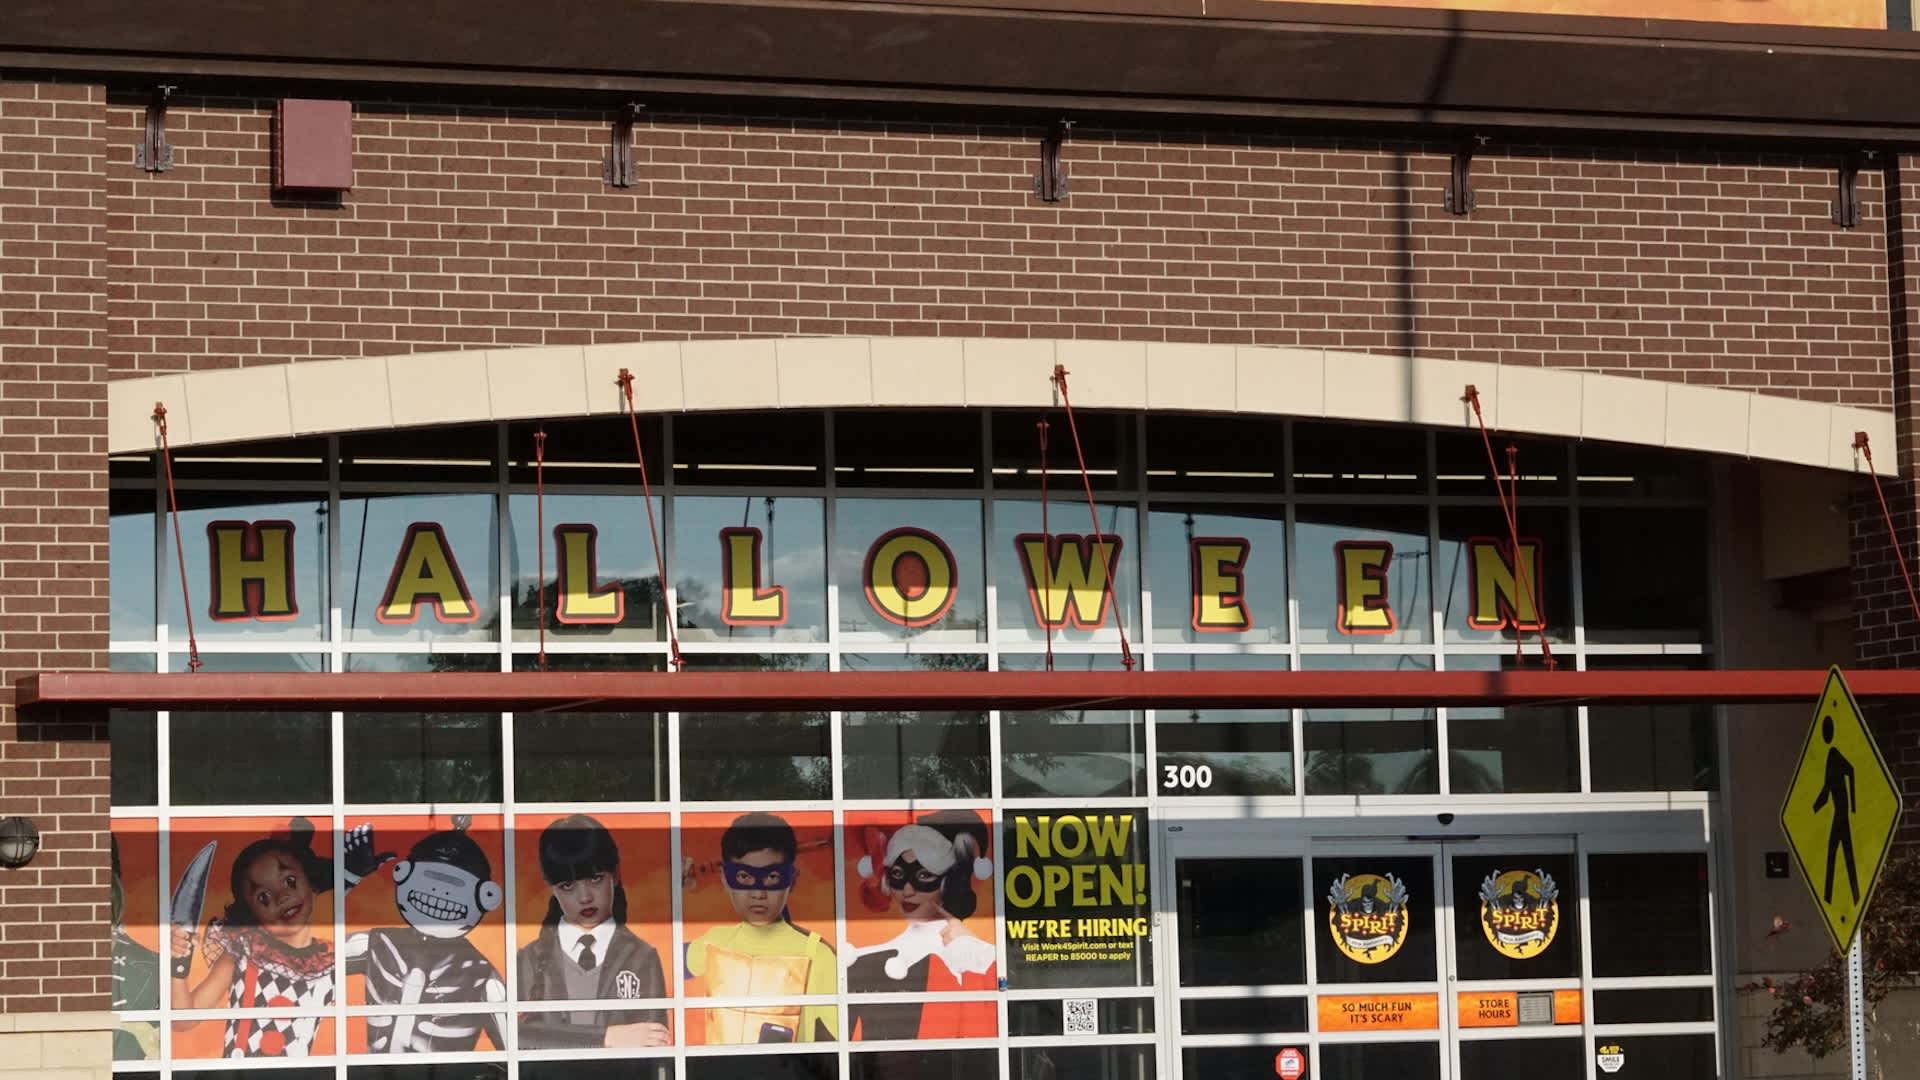 HALLOWEEN
300
NOW
OPEN!
WE'RE HIRING
Visit Work4Spirit.com or text
REAPER to 85000 to apply
SPIRIT
SPIRIT
SO MUCH FUN
IT'S SCARY
STORE
HOURS
SMILE